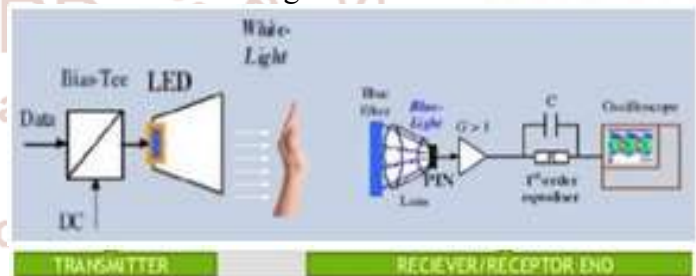 White-
Light
Bias-Tee
LED
Data
DC
Blue
filter
Blue-
Light
G > 1
C
Oscilloscope
PIN
Lens
1st order
equaliser
TRANSMITTER
RECIEVER/RECEPTOR END